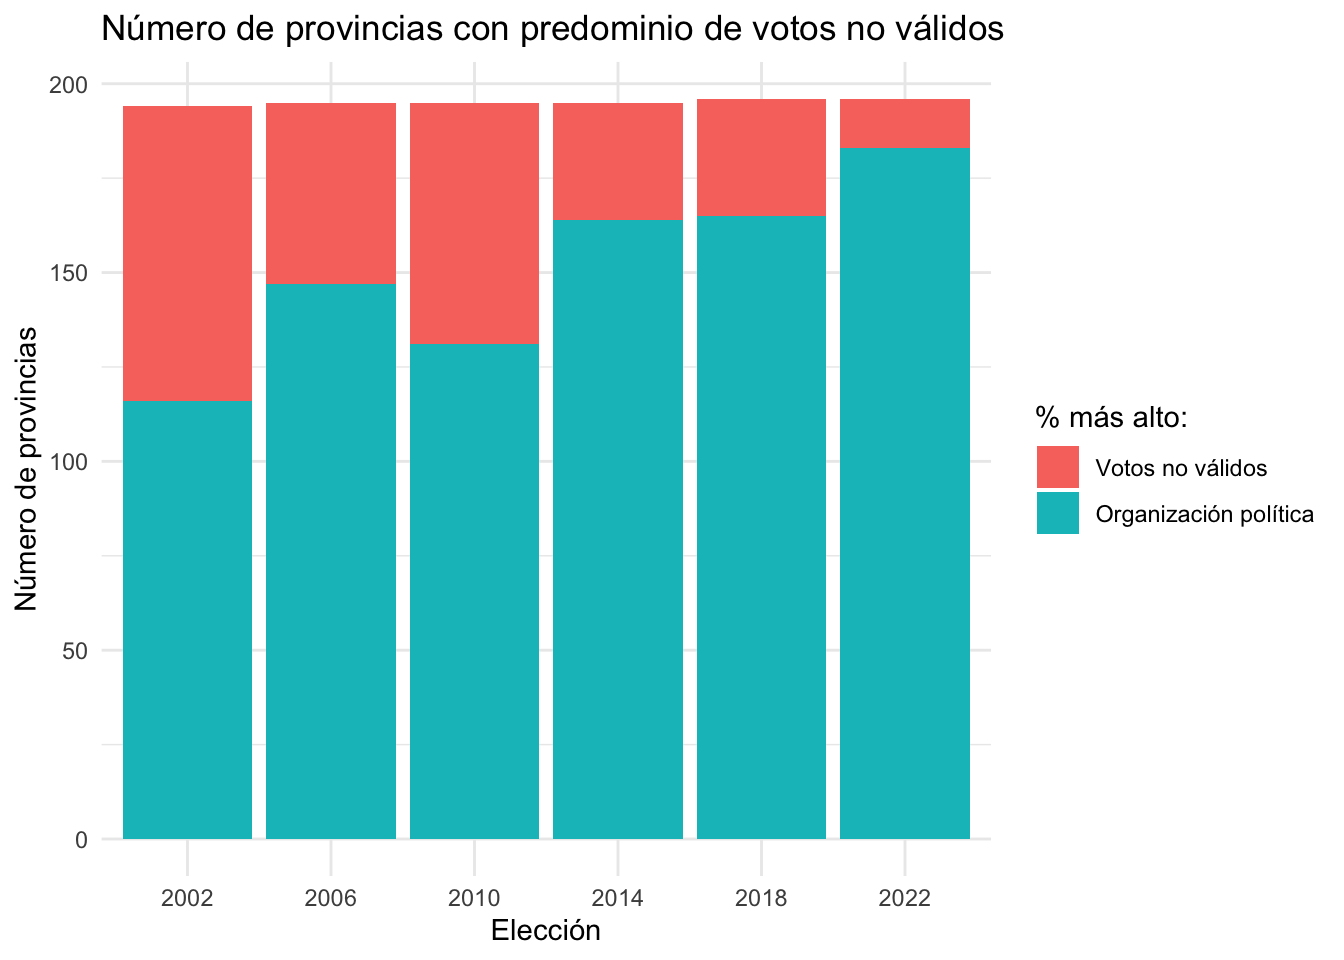 Número de provincias con predominio de votos no válidos
200
150
100
50
0
Número de provincias
2002 2006 2010 2014 2018 2022
Elección
% más alto:
Votos no válidos
Organización política